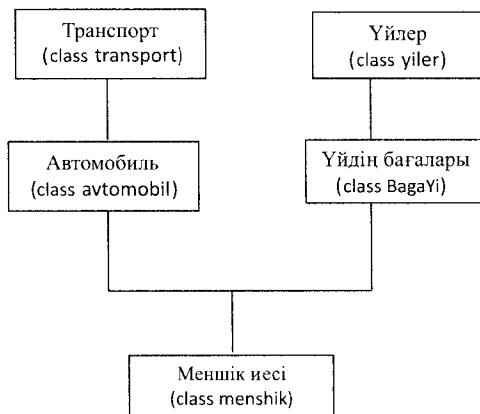 Транспорт
(class transport)
Үйлер
(class yiler)
Автомобиль
(class avtomobil)
Үйдің бағалары
(class BagaYi)
Меншік иесі
(class menshik)